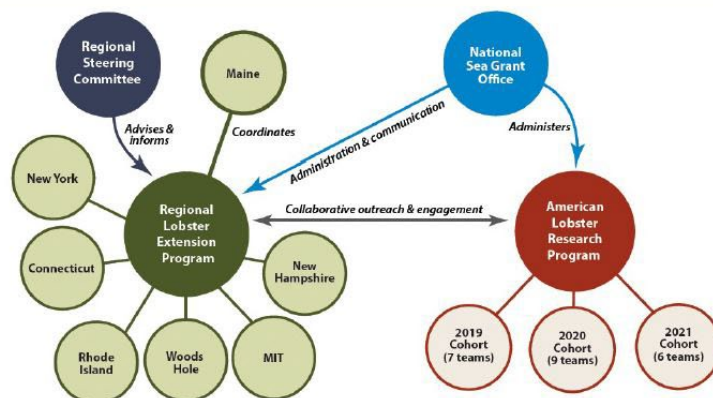 Regional
Steering
Committee
Maine
National
Sea Grant
Office
Advises &
informs
Coordinates
Administration & communication
Administers
New York
Regional
Lobster
Extension
Program
Collaborative outreach & engagement
American
Lobster
Research
Program
Connecticut
New
Hampshire
Rhode
Island
Woods
Hole
MIT
2019
Cohort
(7 teams)
2020
Cohort
(9 teams)
2021
Cohort
(6 teams)